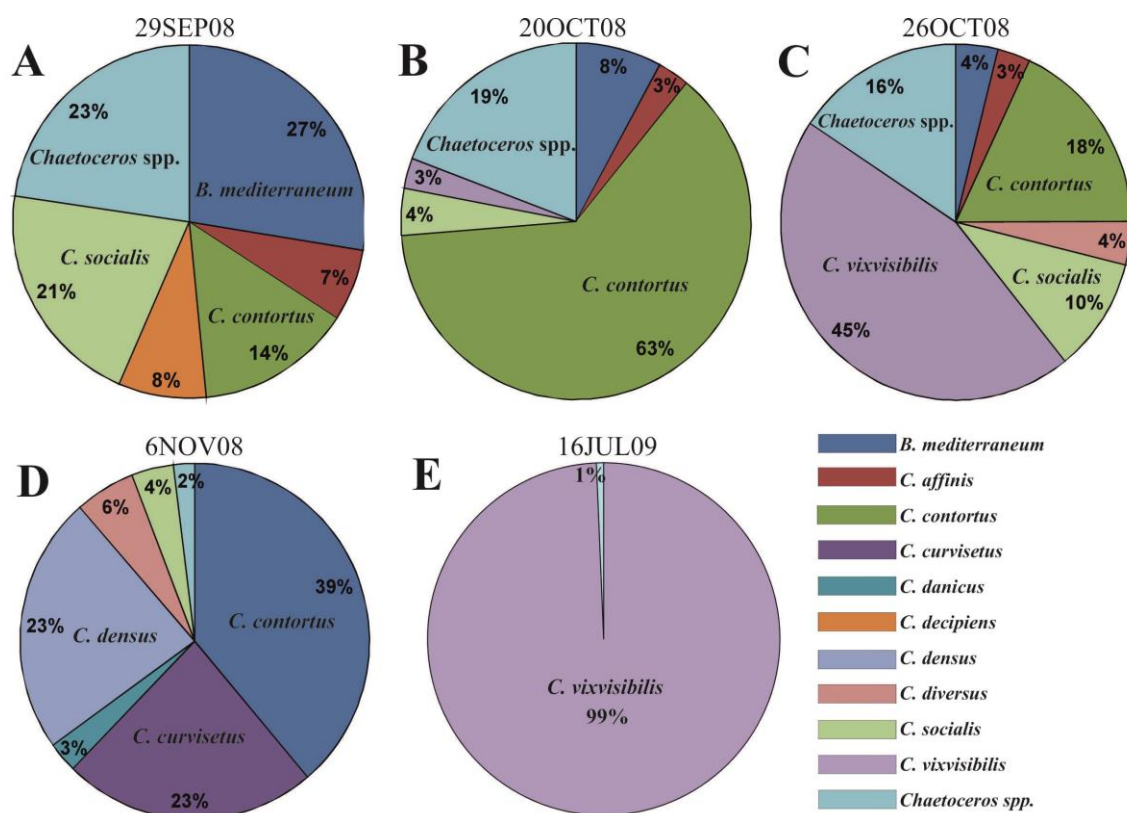 29SEP08
A
23%
Chaetoceros spp.
27%
B. mediterraneum
C. socialis
21%
7%
C. contortus
14%
8%
20OCT08
B
8%
3%
19%
Chaetoceros spp.
3%
4%
C. contortus
63%
26OCT08
C
4%
3%
16%
Chaetoceros spp.
18%
C. contortus
4%
C. vixvisibilis
C. socialis
10%
45%
6NOV08
D
6%
4%
2%
39%
23%
C. densus
C. contortus
3%
C. curvisetus
23%
16JUL09
E
1%
C. vixvisibilis
99%
B. mediterraneum
C. affinis
C. contortus
C. curvisetus
C. danicus
C. decipiens
C. densus
C. diversus
C. socialis
C. vixvisibilis
Chaetoceros spp.